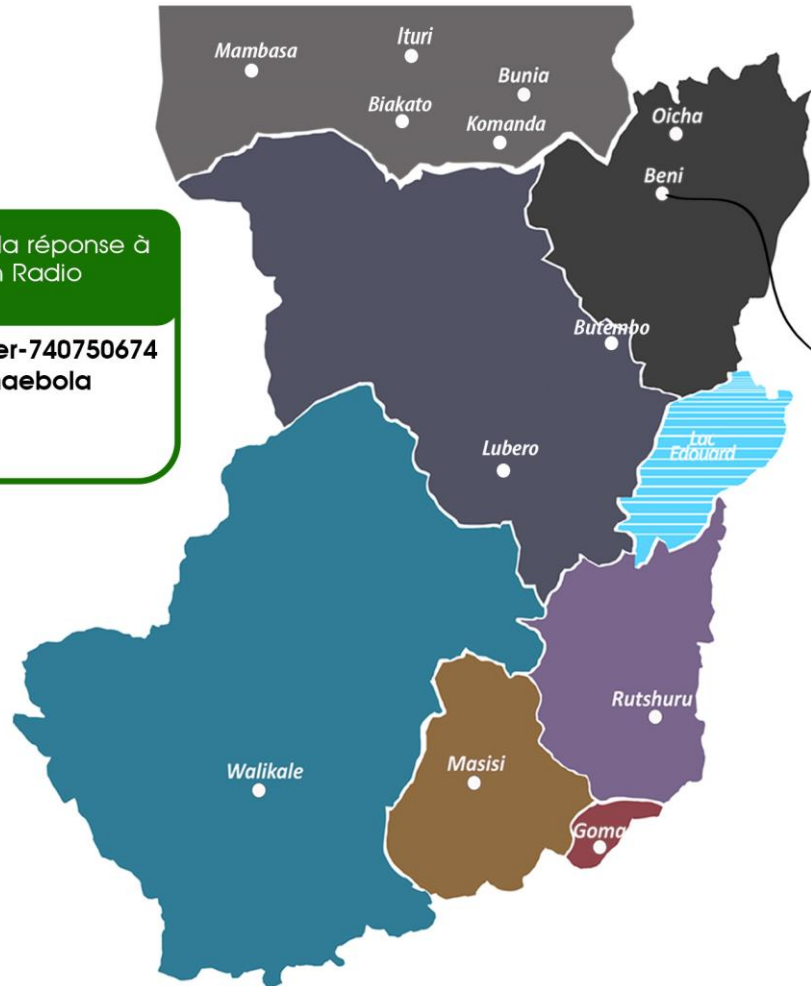 Mambasa
Ituri
Bunia
Biakato
Komanda
Oicha
Beni
la réponse à
Radio
er-740750674
aebola
Butembo
Lac
Edouard
Lubero
Rutshuru
Walikale
Masisi
Goma